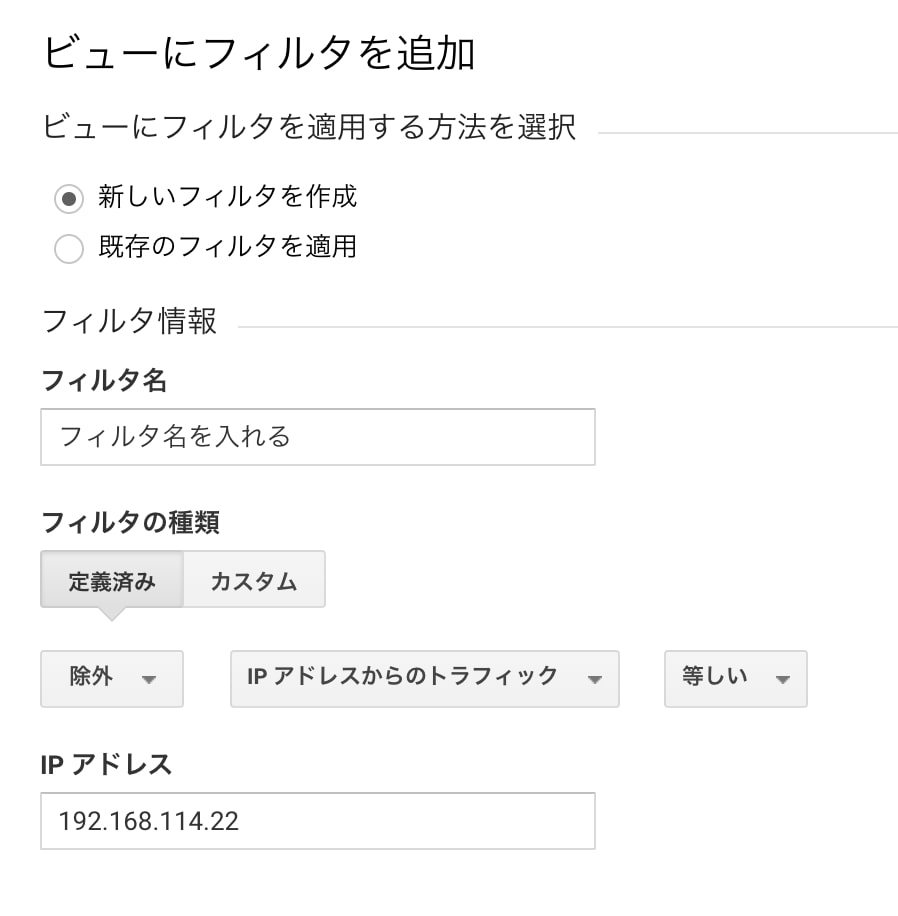 ビューにフィルタを追加
ビューにフィルタを適用する方法を選択
新しいフィルタを作成
既存のフィルタを適用
フィルタ情報
フィルタ名
フィルタ名を入れる
フィルタの種類
定義済み カスタム
除外 IP アドレスからのトラフィック 等しい
IP アドレス
192.168.114.22